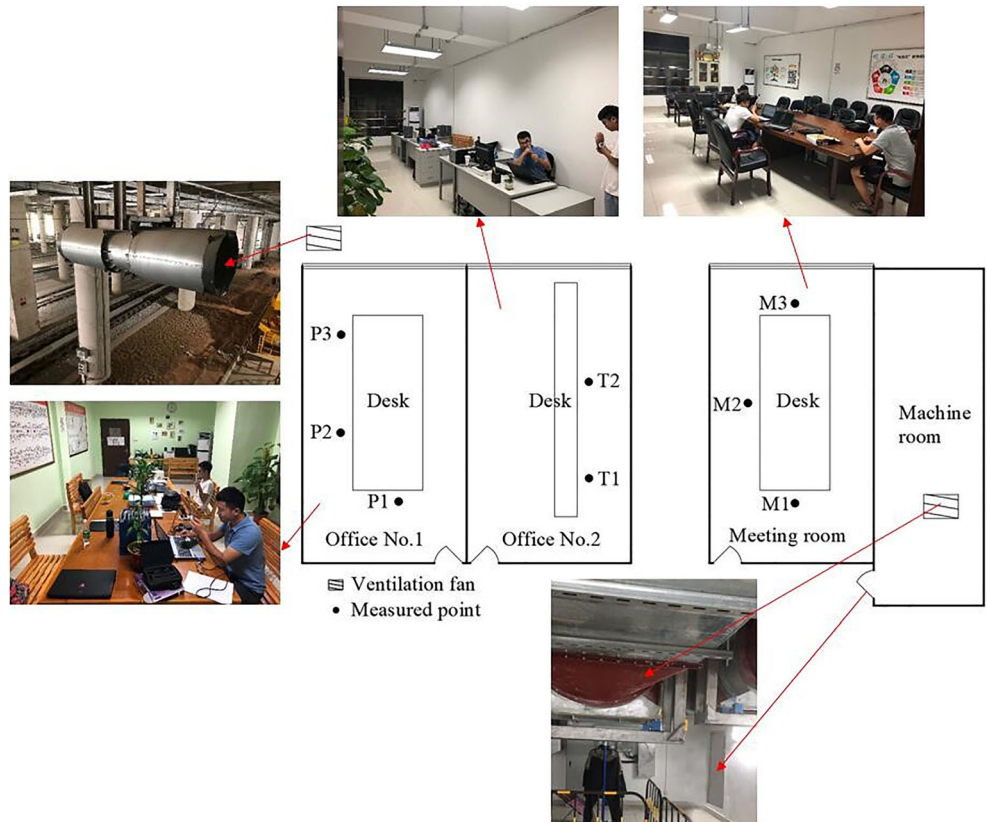 P3
P2
P1
Desk
Office No.1
Desk
T2
T1
Office No.2
M3
M2
Desk
M1
Meeting room
Machine
room
Ventilation fan
Measured point